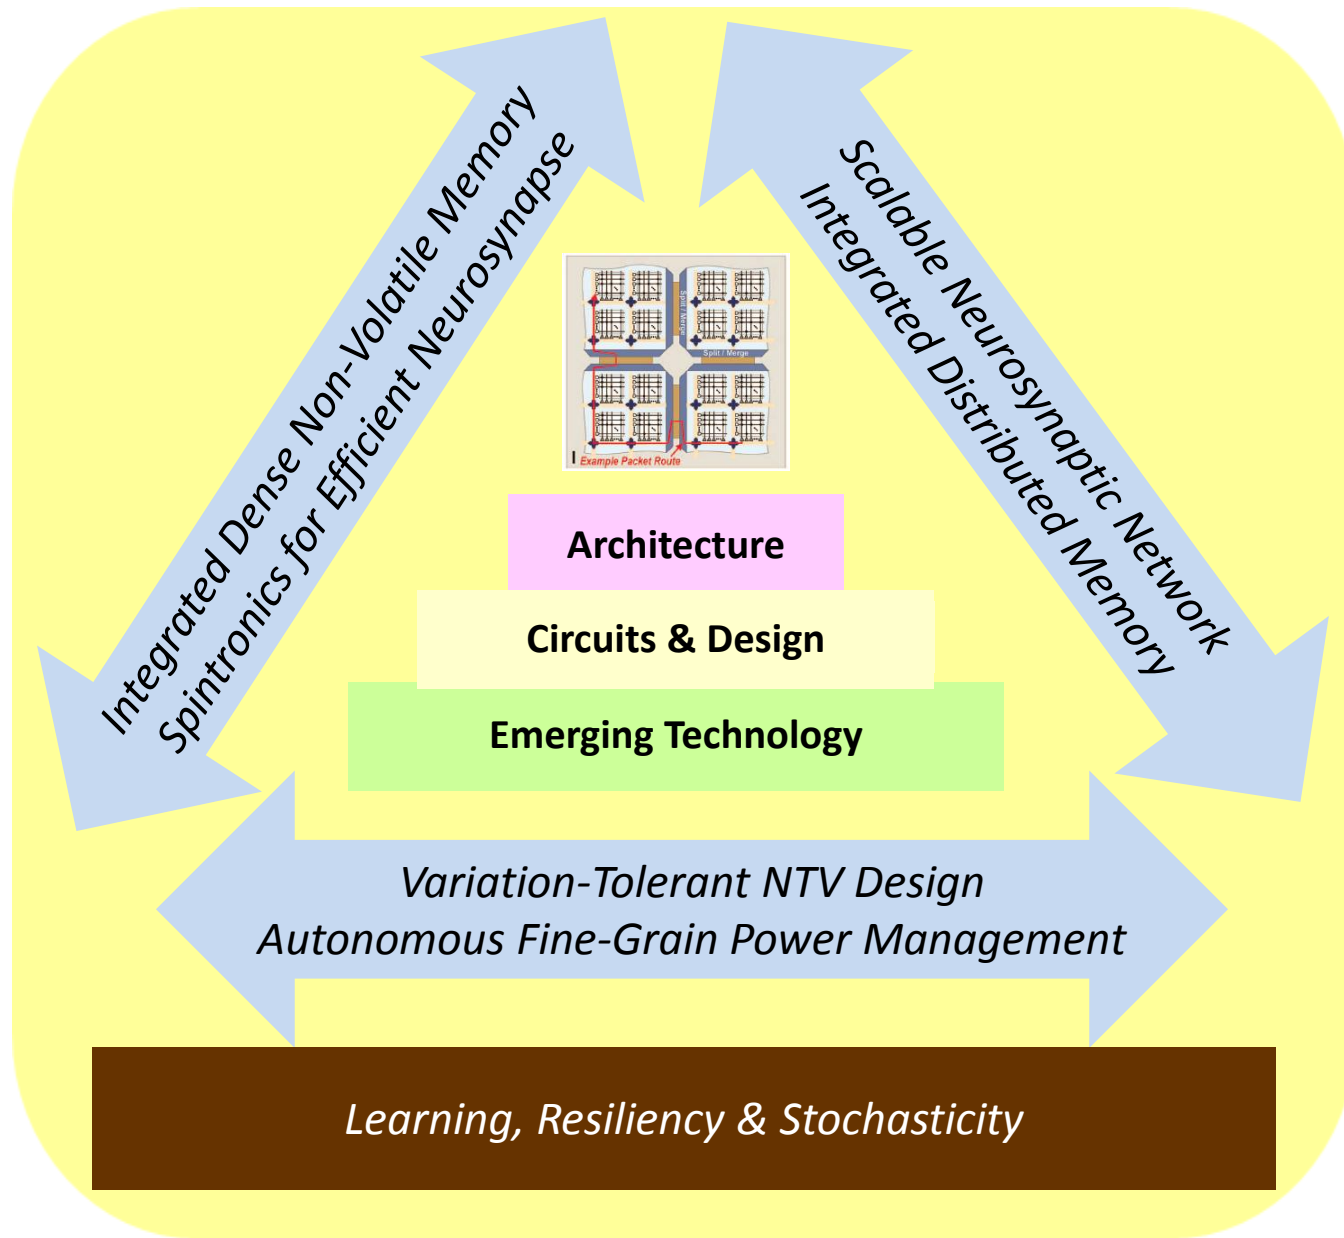 Integrated Dense Non-Volatile Memory
Spintronics for Efficient Neurosynapse
Scalable Neurosynaptic Network
Integrated Distributed Memory
Split / Merge
Split / Merge
I Example Packet Route
Architecture
Circuits & Design
Emerging Technology
Variation-Tolerant NTV Design
Autonomous Fine-Grain Power Management
Learning, Resiliency & Stochasticity